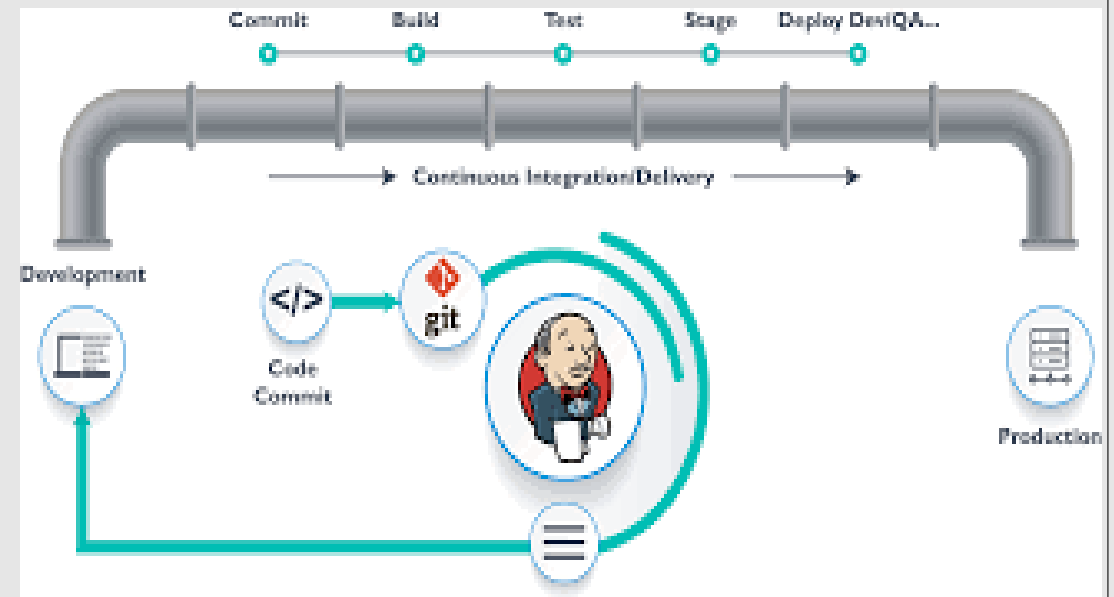 Commit Build Test Stage Deploy Dev/QA...
Continuous Integration/Delivery
Development
</>
git
Code
Commit
Production